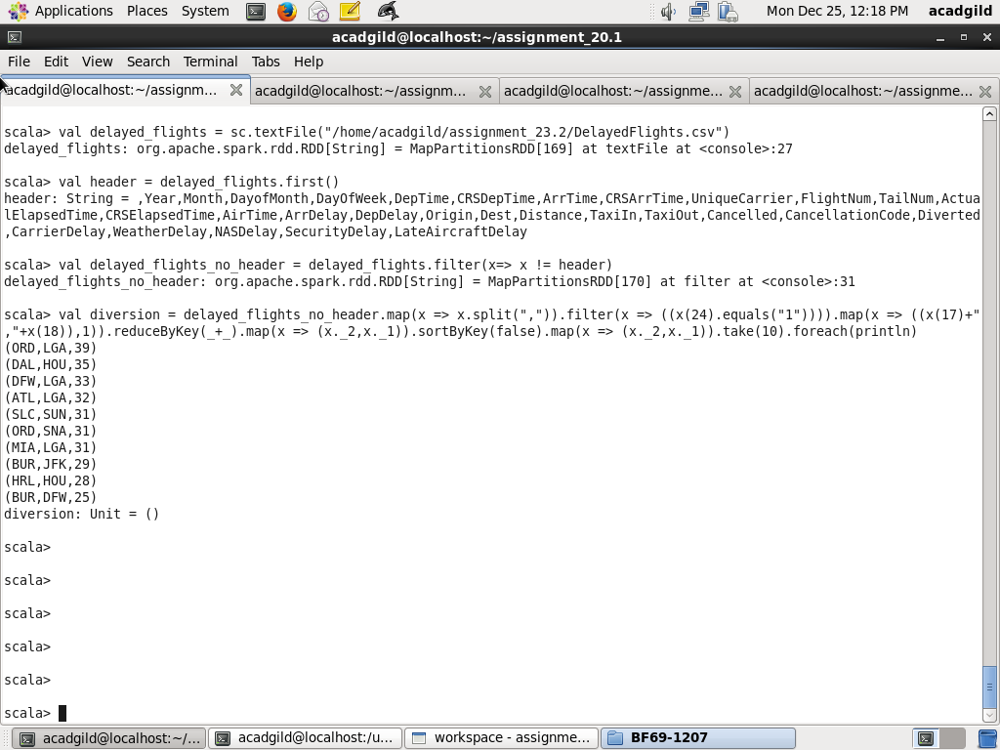 Applications Places System Mon Dec 25, 12:18 PM acadgild
acadgild@localhost:~/assignment_20.1
File Edit View Search Terminal Tabs Help
acadgild@localhost:~/assignm... acadgild@localhost:~/assignm... acadgild@localhost:~/assignme... acadgild@localhost:~/assignme...
scala> val delayed_flights = sc.textFile("/home/acadgild/assignment_23.2/DelayedFlights.csv")
delayed_flights: org.apache.spark.rdd.RDD[String] = MapPartitionsRDD[169] at textFile at <console>:27
scala> val header = delayed_flights.first()
header: String = ,Year,Month,DayofMonth,DayOfWeek,DepTime,CRSDepTime,ArrTime,CRSArrTime,UniqueCarrier,FlightNum,TailNum,Actua
lElapsedTime,CRSElapsedTime,AirTime,ArrDelay,DepDelay,Origin,Dest,Distance,TaxiIn,TaxiOut,Cancelled,CancellationCode,Diverted
,CarrierDelay,WeatherDelay,NASDelay,SecurityDelay,LateAircraftDelay
scala> val delayed_flights_no_header = delayed_flights.filter(x=> x != header)
delayed_flights_no_header: org.apache.spark.rdd.RDD[String] = MapPartitionsRDD[170] at filter at <console>:31
scala> val diversion = delayed_flights_no_header.map(x => x.split(",")).filter(x => ((x(24).equals("1")))).map(x => ((x(17)+"
,"+x(18)),1)).reduceByKey(_+_).map(x => (x._2,x._1)).sortByKey(false).map(x => (x._2,x._1)).take(10).foreach(println)
(ORD,LGA,39)
(DAL,HOU,35)
(DFW,LGA,33)
(ATL,LGA,32)
(SLC,SUN,31)
(ORD,SNA,31)
(MIA,LGA,31)
(BUR,JFK,29)
(HRL,HOU,28)
(BUR,DFW,25)
diversion: Unit = ()
scala>
scala>
scala>
scala>
scala>
scala>
acadgild@localhost:~/... acadgild@localhost:/u... workspace - assignme... BF69-1207